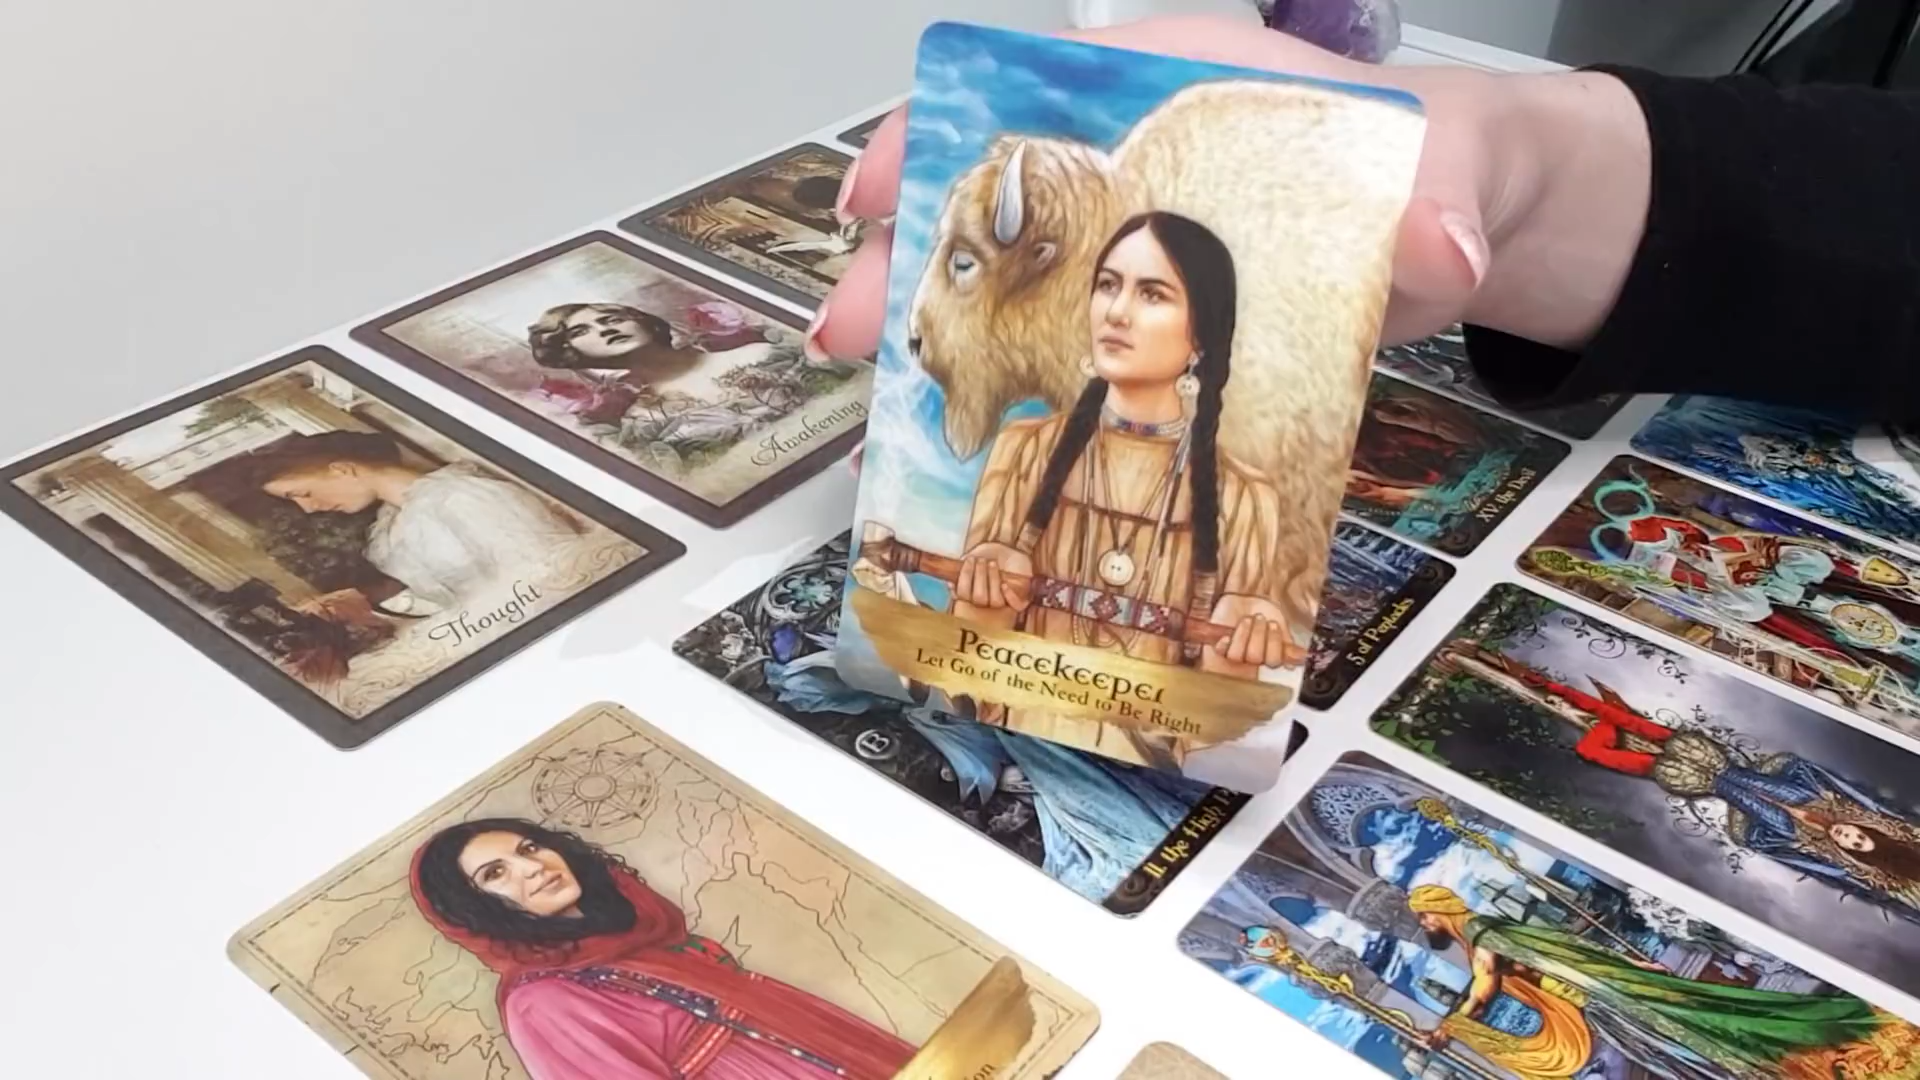 Peacekeeper
Let Go of the Need to Be Right
Awakening
Thought
XV. the Devil
5 of Pentacles
II. the High
B